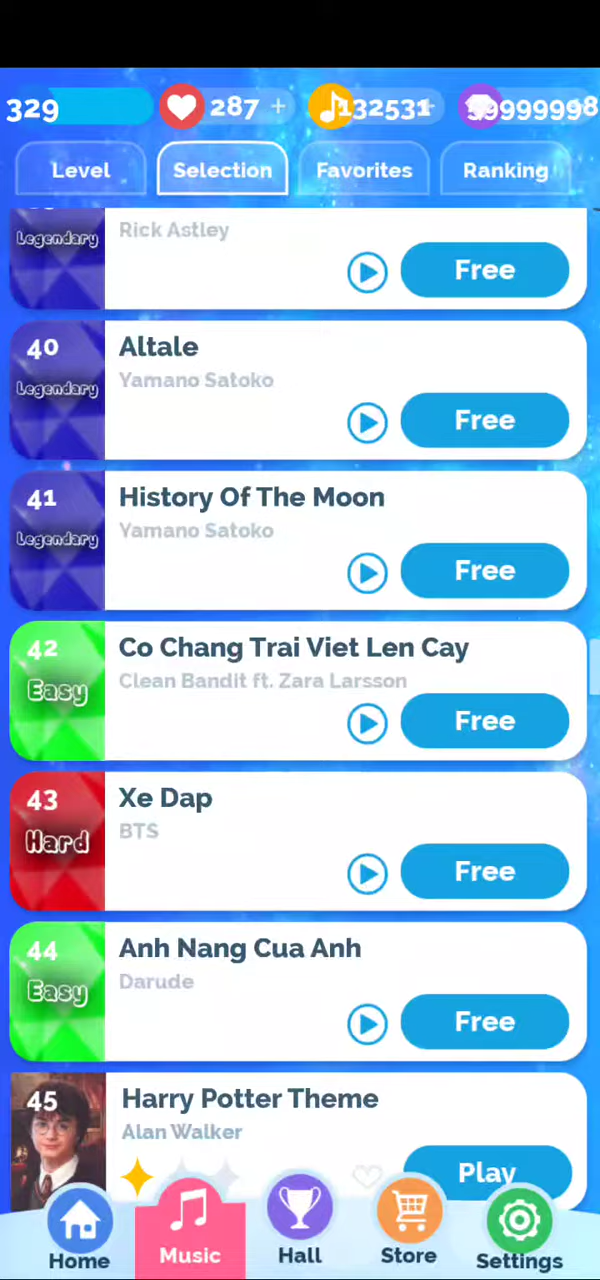 329
287 +
132531
999999 8
Level
Selection
Favorites
Ranking
Legendary
Rick Astley
Free
40
Legendary
Altale
Yamano Satoko
Free
41
Legendary
History Of The Moon
Yamano Satoko
Free
42
Easy
Co Chang Trai Viet Len Cay
Clean Bandit ft. Zara Larsson
Free
43
Hard
Xe Dap
BTS
Free
44
Easy
Anh Nang Cua Anh
Darude
Free
45
Harry Potter Theme
Alan Walker
Play
Home
Music
Hall
Store
Settings